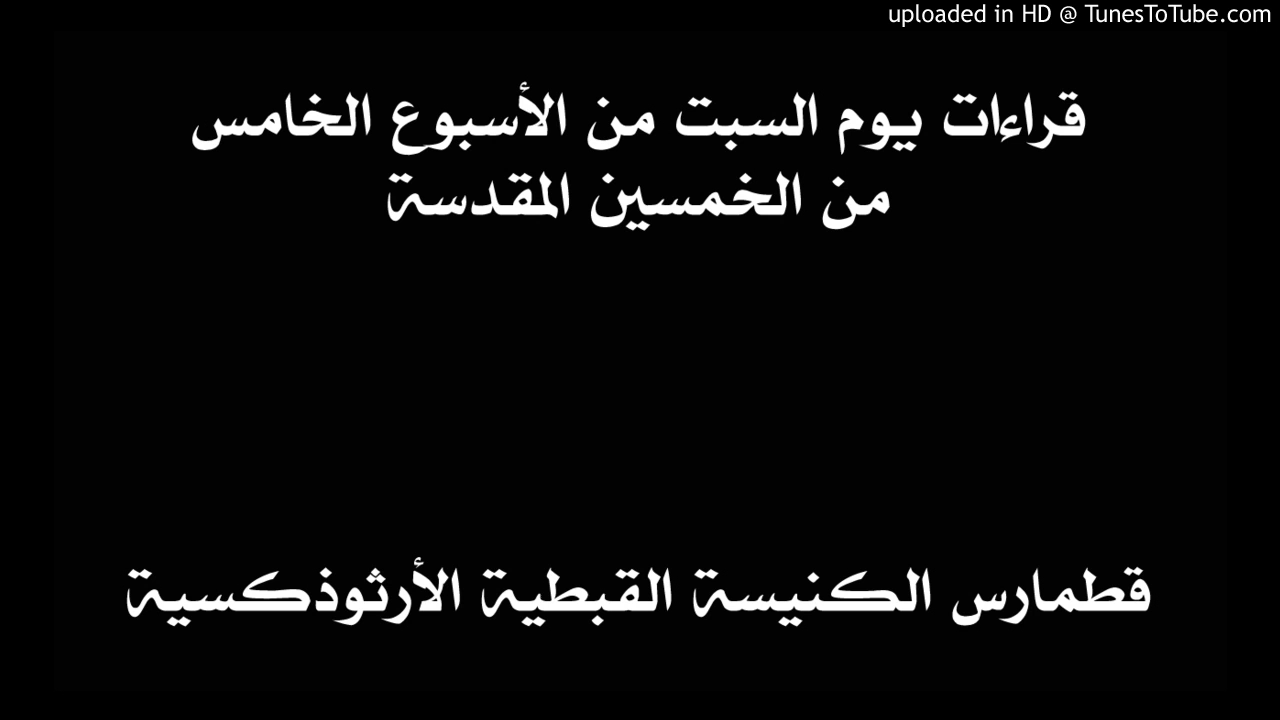 uploaded in HD @ TunesToTube.com
قراءات يوم السبت من الأسبوع الخامس
من الخمسين المقدسة
قطمارس الكنيسة القبطية الأرثوذكسية